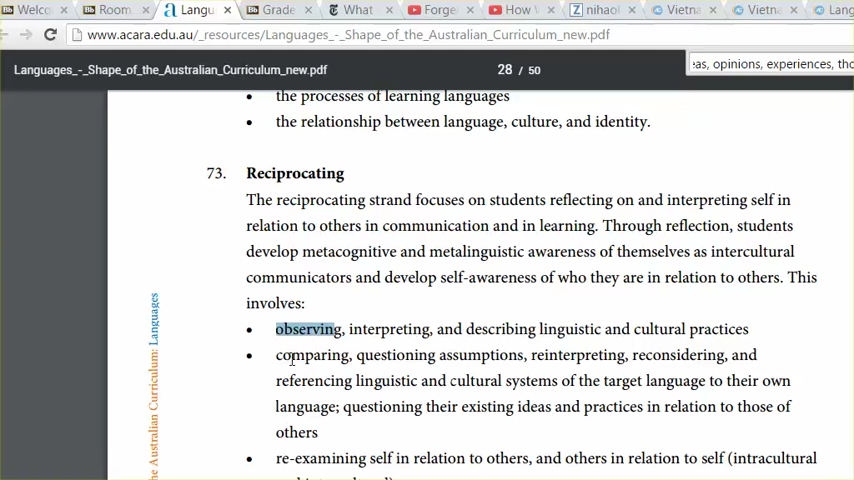 Welco
Room
Langu
Grade
What
Forge
How W
nihaol
Vietna
Vietna
Lang
www.acara.edu.au/_resources/Languages_-_Shape_of_the_Australian_Curriculum_new.pdf
Languages_-_Shape_of_the_Australian_Curriculum_new.pdf
28 / 50
as, opinions, experiences, tho
• the processes of learning languages
• the relationship between language, culture, and identity.
73. Reciprocating
The reciprocating strand focuses on students reflecting on and interpreting self in
relation to others in communication and in learning. Through reflection, students
develop metacognitive and metalinguistic awareness of themselves as intercultural
communicators and develop self-awareness of who they are in relation to others. This
involves:
• observing, interpreting, and describing linguistic and cultural practices
• comparing, questioning assumptions, reinterpreting, reconsidering, and
referencing linguistic and cultural systems of the target language to their own
language; questioning their existing ideas and practices in relation to those of
others
• re-examining self in relation to others, and others in relation to self (intracultural
he Australian Curriculum: Languages